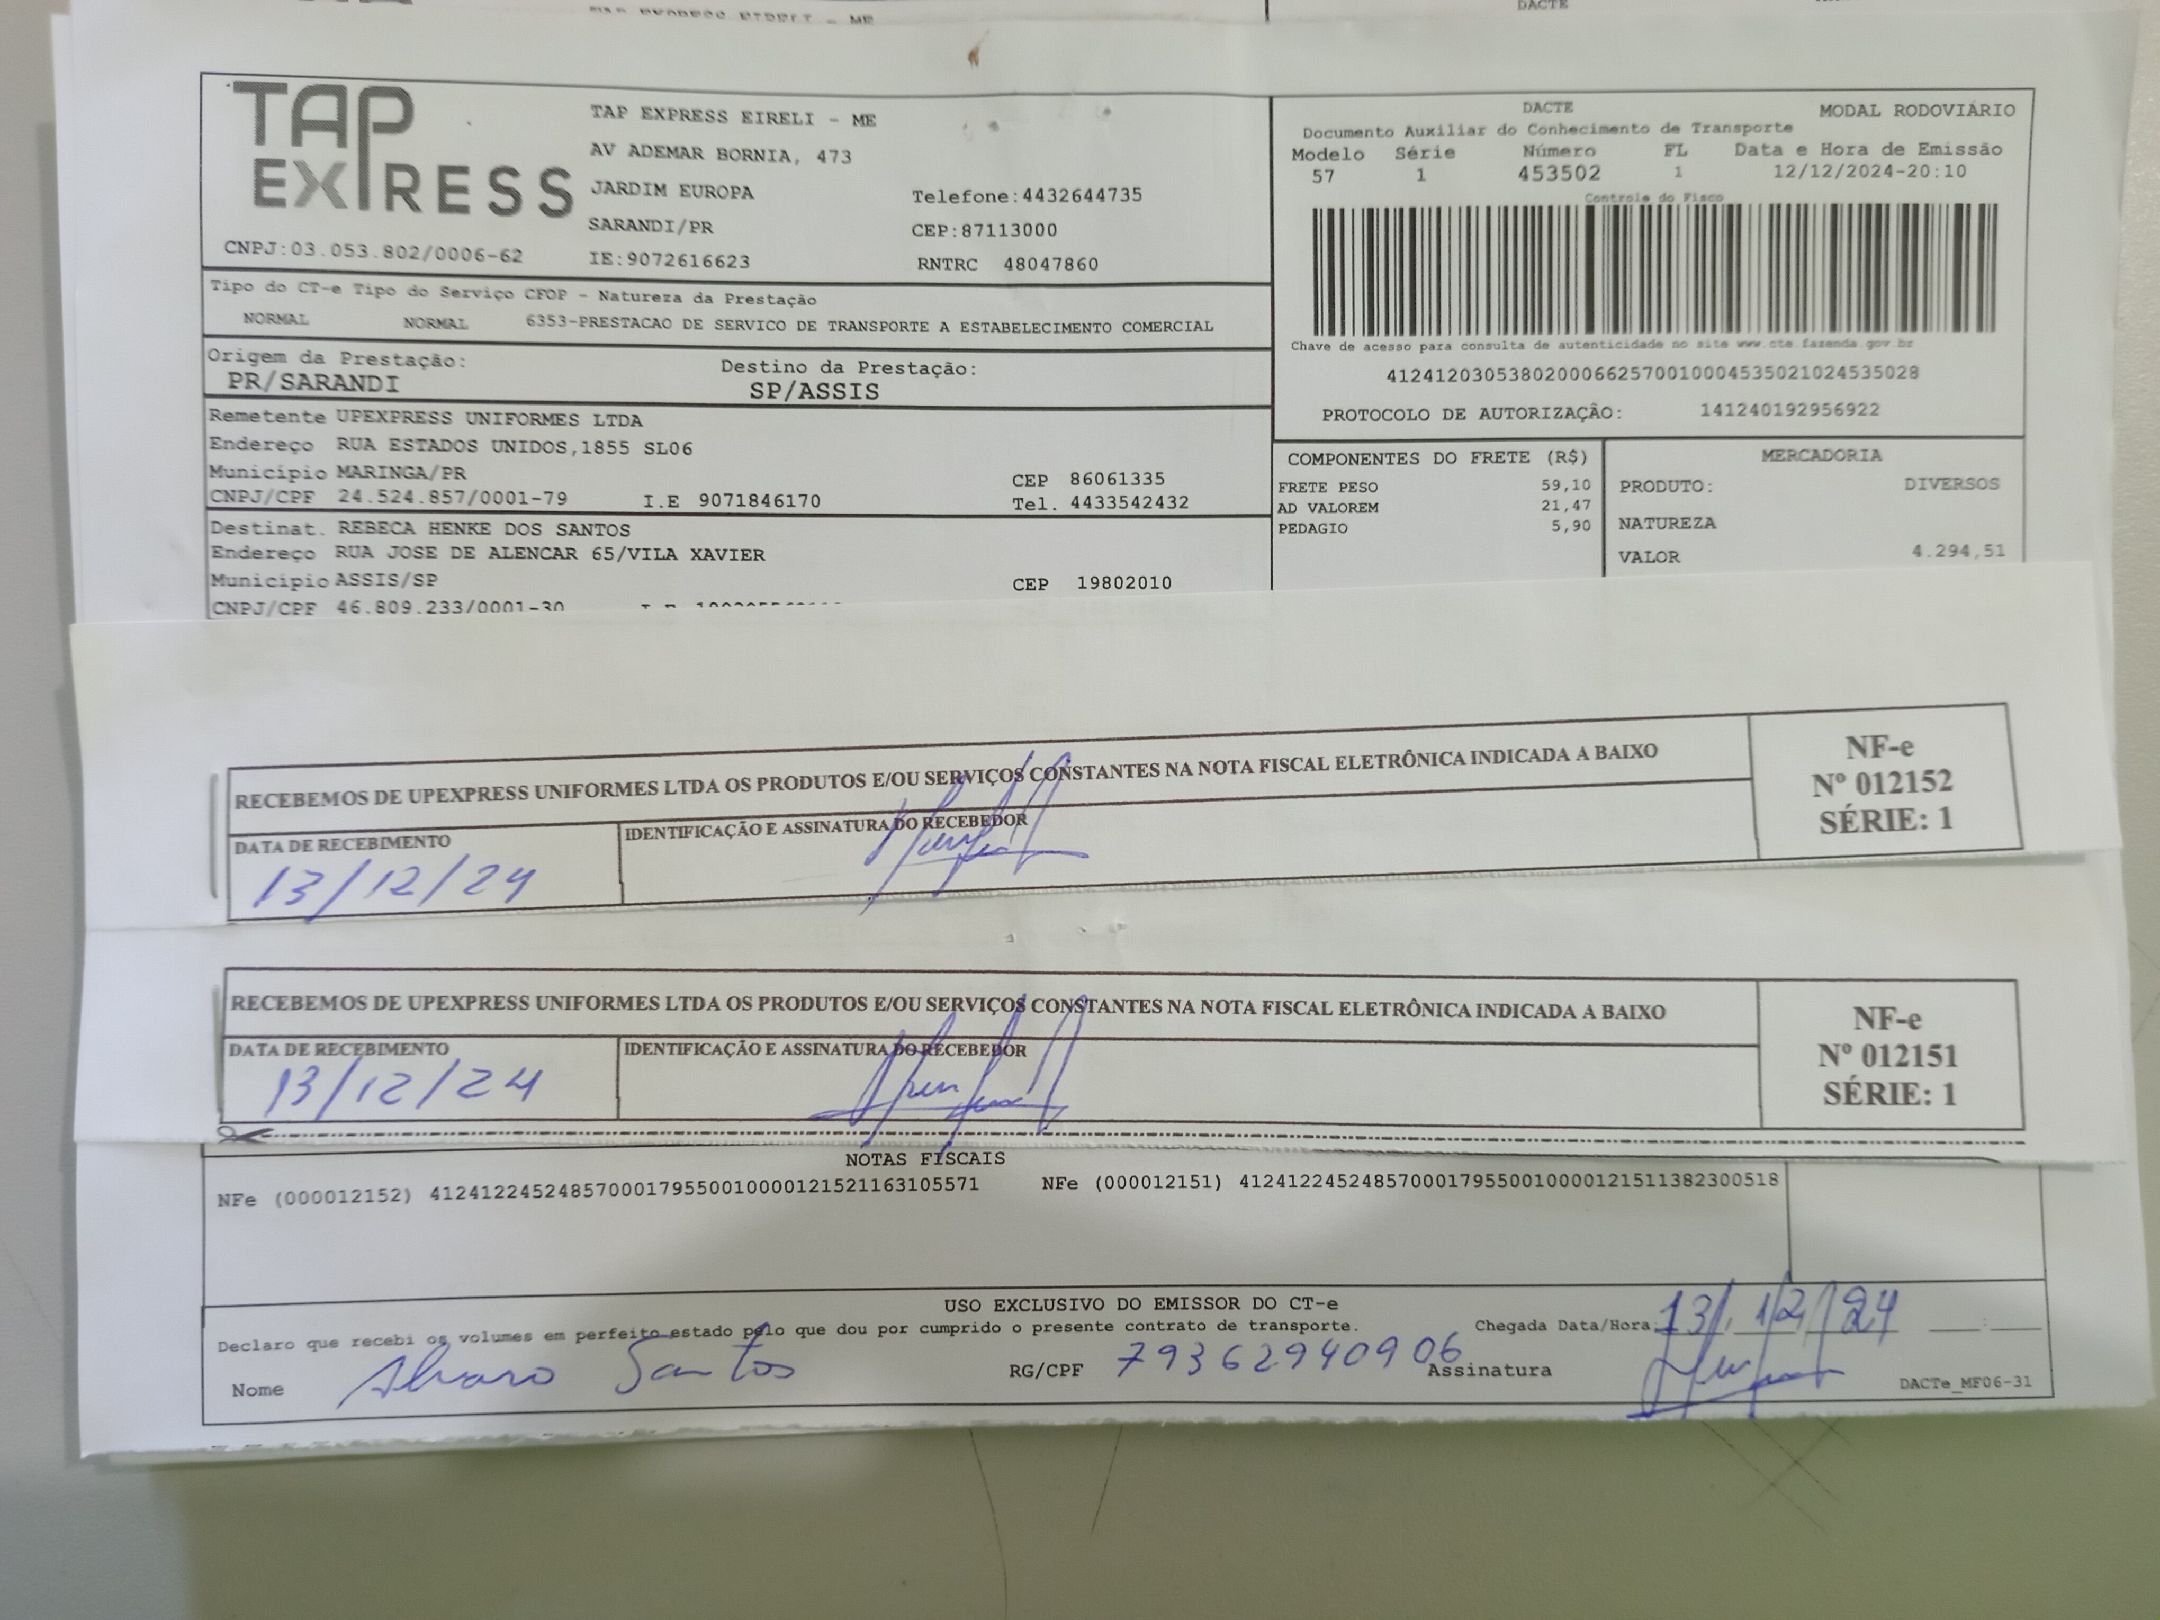 DACTE
TAP EXPRESS
TAP EXPRESS EIRELI - ME
AV ADEMAR BORNIA, 473
JARDIM EUROPA
Telefone:4432644735
SARANDI/PR
CEP:87113000
CNPJ:03.053.802/0006-62
IE:9072616623
RNTRC 48047860
DACTE
MODAL RODOVIÁRIO
Documento Auxiliar do Conhecimento de Transporte
Modelo Série Número FL Data e Hora de Emissão
57 1 453502 1 12/12/2024-20:10
Controle do Fisco
Chave de acesso para consulta de autenticidade no site www.cte.fazenda.gov.br
41241203053802000662570010004535021024535028
PROTOCOLO DE AUTORIZAÇÃO: 141240192956922
Tipo do CT-e Tipo do Serviço CFOP - Natureza da Prestação
NORMAL NORMAL 6353-PRESTACAO DE SERVICO DE TRANSPORTE A ESTABELECIMENTO COMERCIAL
Origem da Prestação: Destino da Prestação:
PR/SARANDI SP/ASSIS
Remetente UPEXPRESS UNIFORMES LTDA
Endereço RUA ESTADOS UNIDOS,1855 SL06
Município MARINGA/PR CEP 86061335
CNPJ/CPF 24.524.857/0001-79 I.E 9071846170 Tel. 4433542432
Destinat. REBECA HENKE DOS SANTOS
Endereço RUA JOSE DE ALENCAR 65/VILA XAVIER
Município ASSIS/SP CEP 19802010
CNPJ/CPF 46.809.233/0001-30
COMPONENTES DO FRETE (R$)
FRETE PESO 59,10
AD VALOREM 21,47
PEDAGIO 5,90
MERCADORIA
PRODUTO: DIVERSOS
NATUREZA
VALOR 4.294,51
RECEBEMOS DE UPEXPRESS UNIFORMES LTDA OS PRODUTOS E/OU SERVIÇOS CONSTANTES NA NOTA FISCAL ELETRÔNICA INDICADA A BAIXO
DATA DE RECEBIMENTO
IDENTIFICAÇÃO E ASSINATURA DO RECEBEDOR
13/12/24
NF-e
Nº 012152
SÉRIE: 1
RECEBEMOS DE UPEXPRESS UNIFORMES LTDA OS PRODUTOS E/OU SERVIÇOS CONSTANTES NA NOTA FISCAL ELETRÔNICA INDICADA A BAIXO
DATA DE RECEBIMENTO
IDENTIFICAÇÃO E ASSINATURA DO RECEBEDOR
13/12/24
NF-e
Nº 012151
SÉRIE: 1
NOTAS FISCAIS
NFe (000012152) 41241224524857000179550010000121521163105571 NFe (000012151) 41241224524857000179550010000121511382300518
USO EXCLUSIVO DO EMISSOR DO CT-e
Declaro que recebi os volumes em perfeito estado pelo que dou por cumprido o presente contrato de transporte.
Chegada Data/Hora: 13/12/24
Nome Alvaro Santos
RG/CPF 79362940906
Assinatura
DACTe_MF06-31